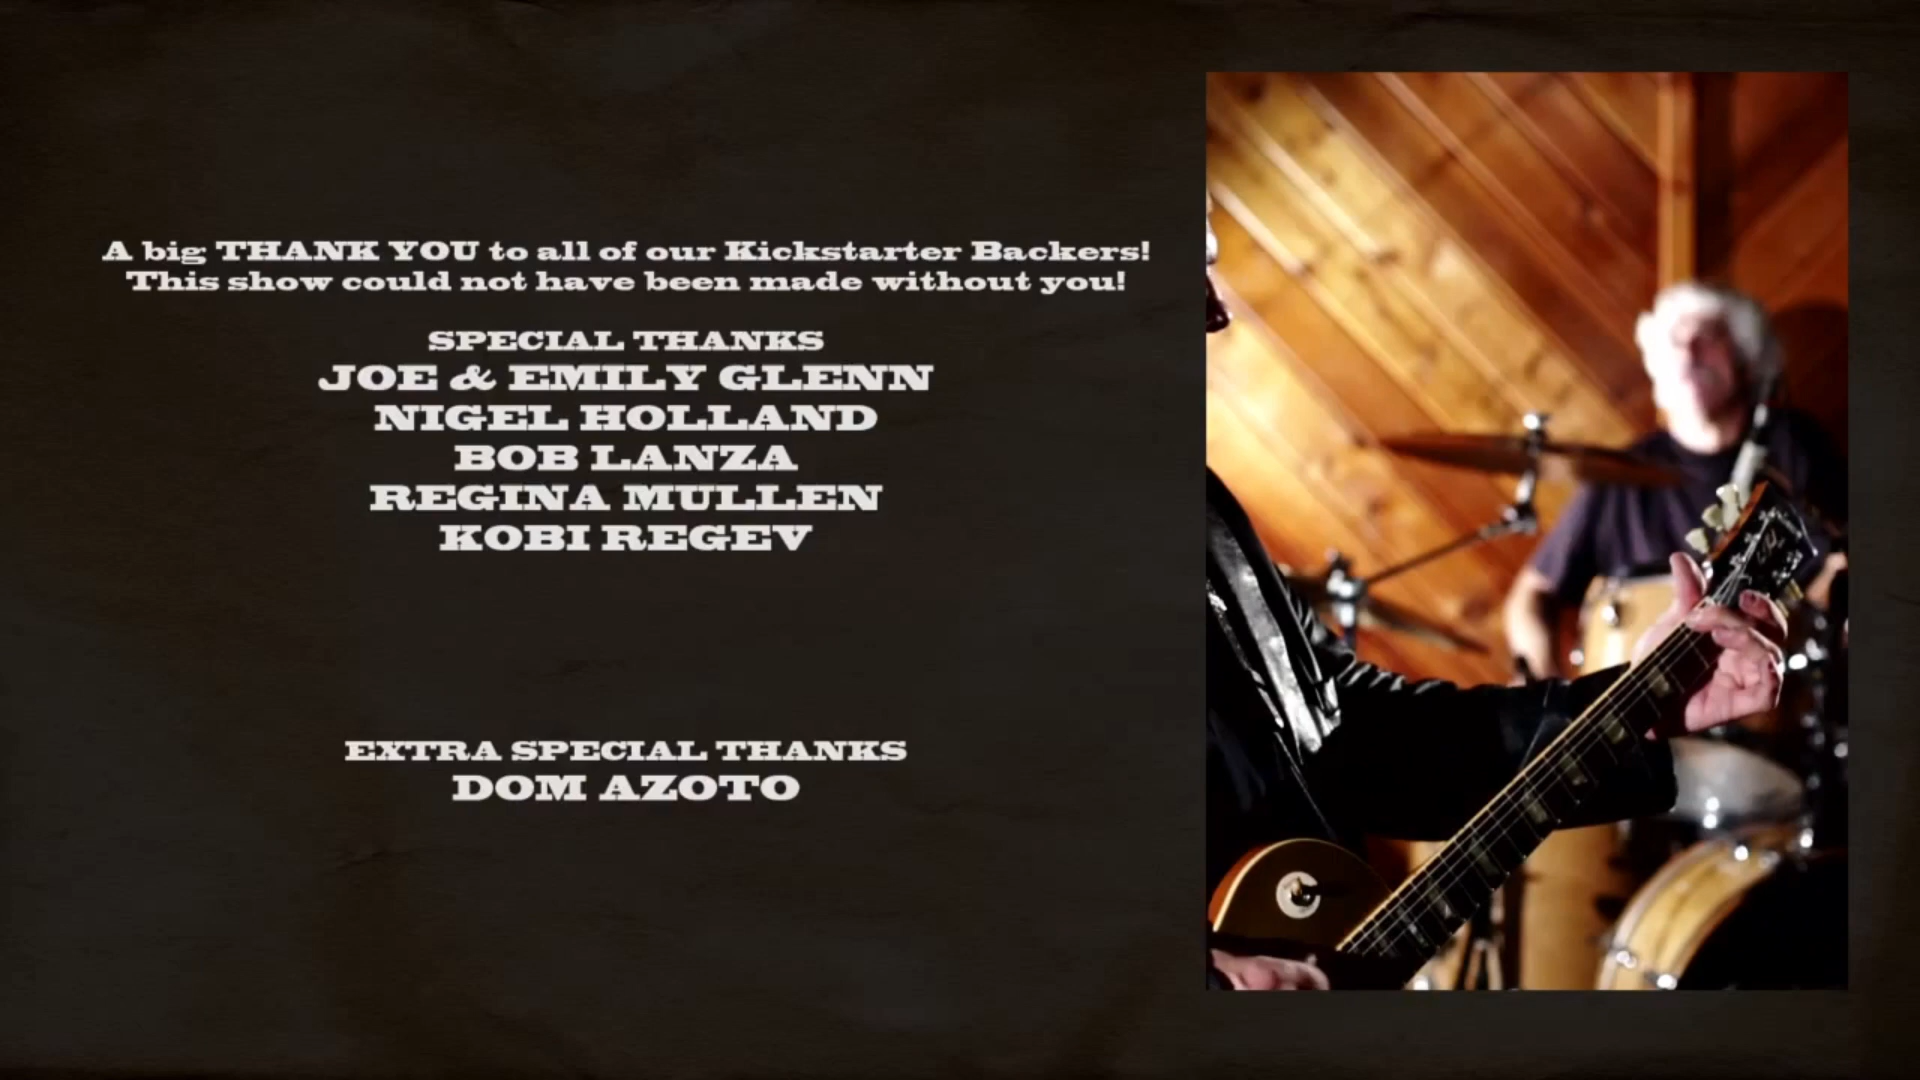 A big THANK YOU to all of our Kickstarter Backers!
This show could not have been made without you!
SPECIAL THANKS
JOE & EMILY GLENN
NIGEL HOLLAND
BOB LANZA
REGINA MULLEN
KOBI REGEV
EXTRA SPECIAL THANKS
DOM AZOTO